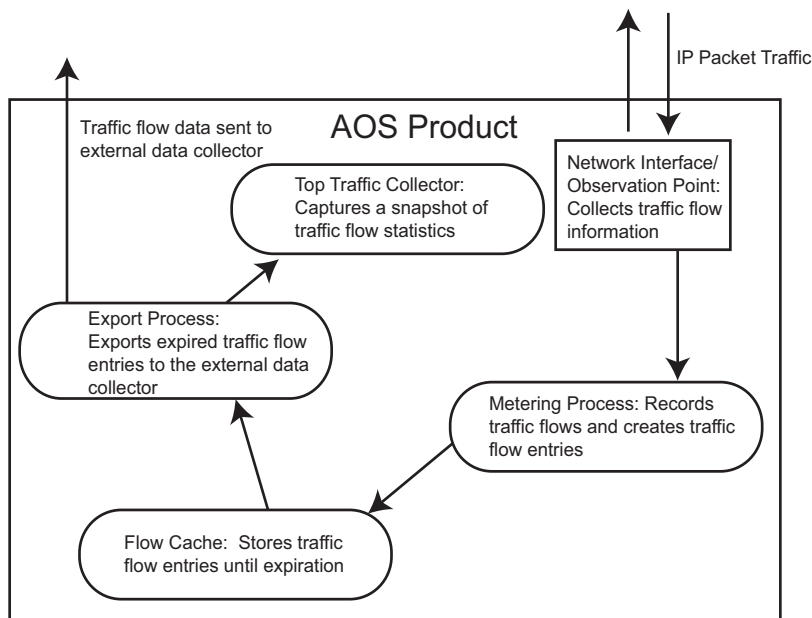 IP Packet Traffic
Traffic flow data sent to
external data collector
AOS Product
Top Traffic Collector:
Captures a snapshot of
traffic flow statistics
Network Interface/
Observation Point:
Collects traffic flow
information
Export Process:
Exports expired traffic flow
entries to the external data
collector
Metering Process: Records
traffic flows and creates traffic
flow entries
Flow Cache:  Stores traffic
flow entries until expiration